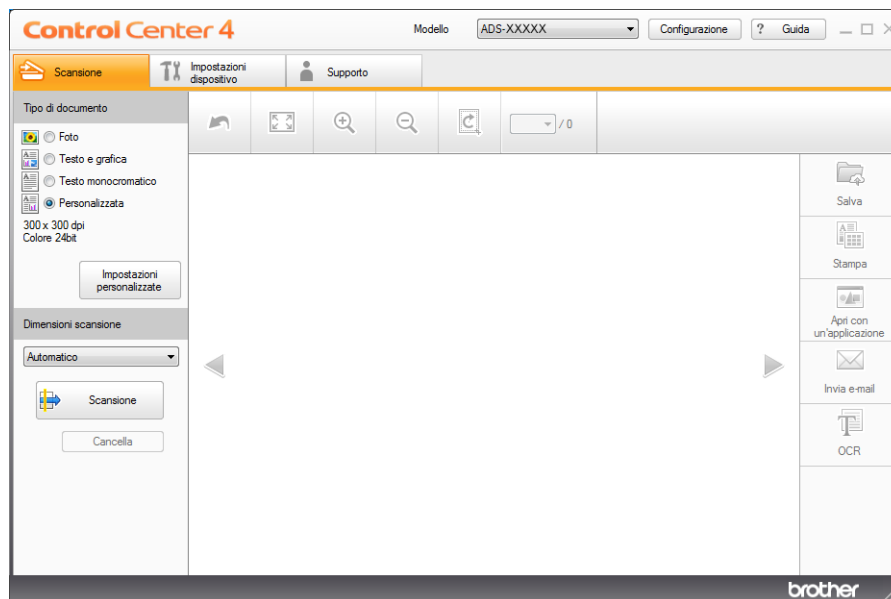 Control Center 4
Modello
ADS-XXXXX
Configurazione
? Guida
Scansione
Impostazioni
dispositivo
Supporto
Tipo di documento
Foto
Testo e grafica
Testo monocromatico
Personalizzata
300 x 300 dpi
Colore 24bit
Impostazioni
personalizzate
Dimensioni scansione
Automatico
Scansione
Cancella
/ 0
Salva
Stampa
Apri con
un'applicazione
Invia e-mail
OCR
brother